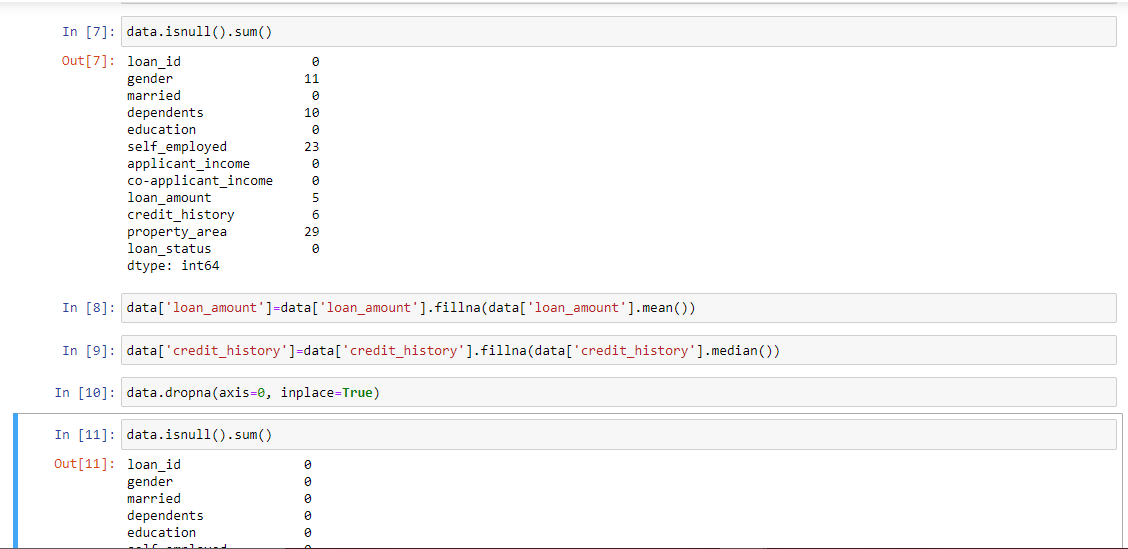 In [7]: data.isnull().sum()
Out[7]: loan_id 0
gender 11
married 0
dependents 10
education 0
self_employed 23
applicant_income 0
co-applicant_income 0
loan_amount 5
credit_history 6
property_area 29
loan_status 0
dtype: int64
In [8]: data['loan_amount']=data['loan_amount'].fillna(data['loan_amount'].mean())
In [9]: data['credit_history']=data['credit_history'].fillna(data['credit_history'].median())
In [10]: data.dropna(axis=0, inplace=True)
In [11]: data.isnull().sum()
Out[11]: loan_id 0
gender 0
married 0
dependents 0
education 0